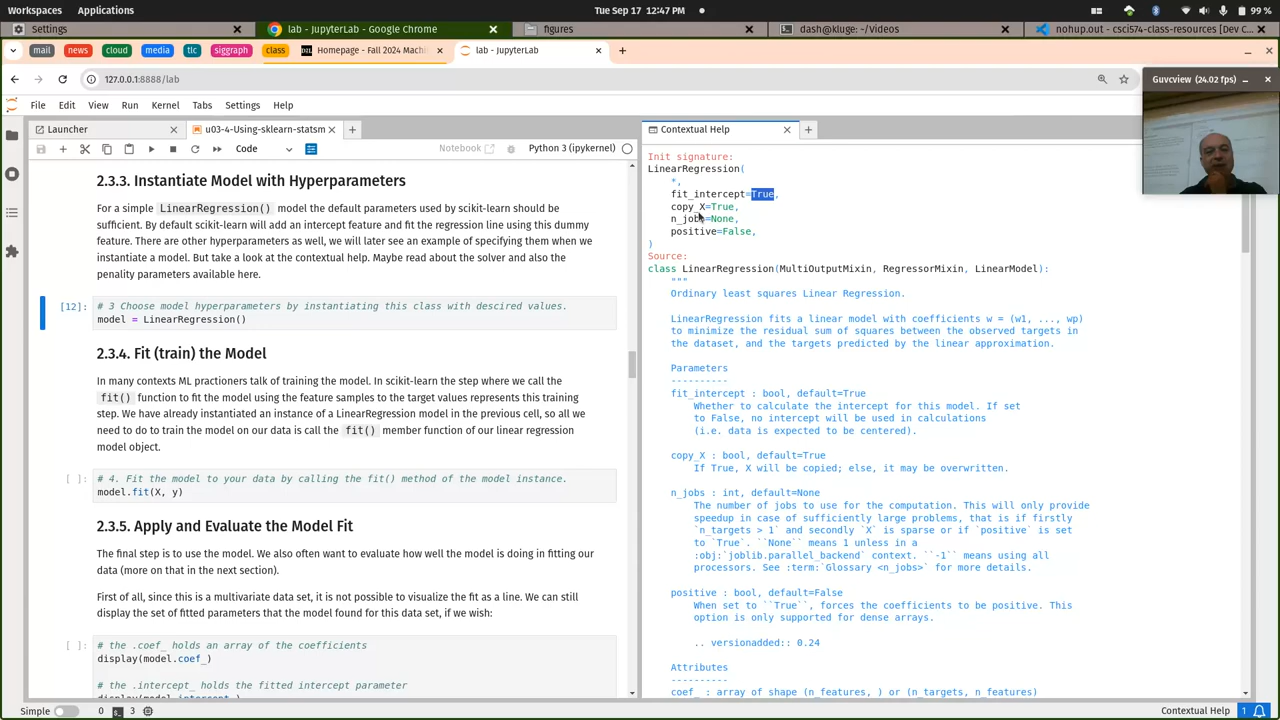 Workspaces Applications Tue Sep 17 12:47 PM 99 %
Settings lab - JupyterLab - Google Chrome figures dash@kluge: ~/Videos nohup.out - csci574-class-resources [Dev C...
mail news cloud media tlc siggraph class Homepage - Fall 2024 Machi lab - JupyterLab
127.0.0.1:8888/lab
Guvcview (24.02 fps)
File Edit View Run Kernel Tabs Settings Help
Launcher u03-4-Using-sklearn-statsm Contextual Help
Code Notebook Python 3 (ipykernel)
2.3.3. Instantiate Model with Hyperparameters
For a simple LinearRegression() model the default parameters used by scikit-learn should be
sufficient. By default scikit-learn will add an intercept feature and fit the regression line using this dummy
feature. There are other hyperparameters as well, we will later see an example of specifying them when we
instantiate a model. But take a look at the contextual help. Maybe read about the solver and also the
penality parameters available here.
[12]: # 3 Choose model hyperparameters by instantiating this class with descired values.
model = LinearRegression()
2.3.4. Fit (train) the Model
In many contexts ML practioners talk of training the model. In scikit-learn the step where we call the
fit() function to fit the model using the feature samples to the target values represents this training
step. We have already instantiated an instance of a LinearRegression model in the previous cell, so all we
need to do to train the model on our data is call the fit() member function of our linear regression
model object.
[ ]: # 4. Fit the model to your data by calling the fit() method of the model instance.
model.fit(X, y)
2.3.5. Apply and Evaluate the Model Fit
The final step is to use the model. We also often want to evaluate how well the model is doing in fitting our
data (more on that in the next section).
First of all, since this is a multivariate data set, it is not possible to visualize the fit as a line. We can still
display the set of fitted parameters that the model found for this data set, if we wish:
[ ]: # the .coef_ holds an array of the coefficients
display(model.coef_)
# the .intercept_ holds the fitted intercept parameter
display(model.intercept_)
Init signature:
LinearRegression(
*,
fit_intercept=True,
copy_X=True,
n_jobs=None,
positive=False,
)
Source:
class LinearRegression(MultiOutputMixin, RegressorMixin, LinearModel):
"""
Ordinary least squares Linear Regression.
LinearRegression fits a linear model with coefficients w = (w1, ..., wp)
to minimize the residual sum of squares between the observed targets in
the dataset, and the targets predicted by the linear approximation.
Parameters
----------
fit_intercept : bool, default=True
Whether to calculate the intercept for this model. If set
to False, no intercept will be used in calculations
(i.e. data is expected to be centered).
copy_X : bool, default=True
If True, X will be copied; else, it may be overwritten.
n_jobs : int, default=None
The number of jobs to use for the computation. This will only provide
speedup in case of sufficiently large problems, that is if firstly
`n_targets > 1` and secondly `X` is sparse or if `positive` is set
to `True`. ``None`` means 1 unless in a
:obj:`joblib.parallel_backend` context. ``-1`` means using all
processors. See :term:`Glossary <n_jobs>` for more details.
positive : bool, default=False
When set to ``True``, forces the coefficients to be positive. This
option is only supported for dense arrays.
.. versionadded:: 0.24
Attributes
----------
coef_ : array of shape (n_features, ) or (n_targets, n_features)
Simple 0 3 Contextual Help 1